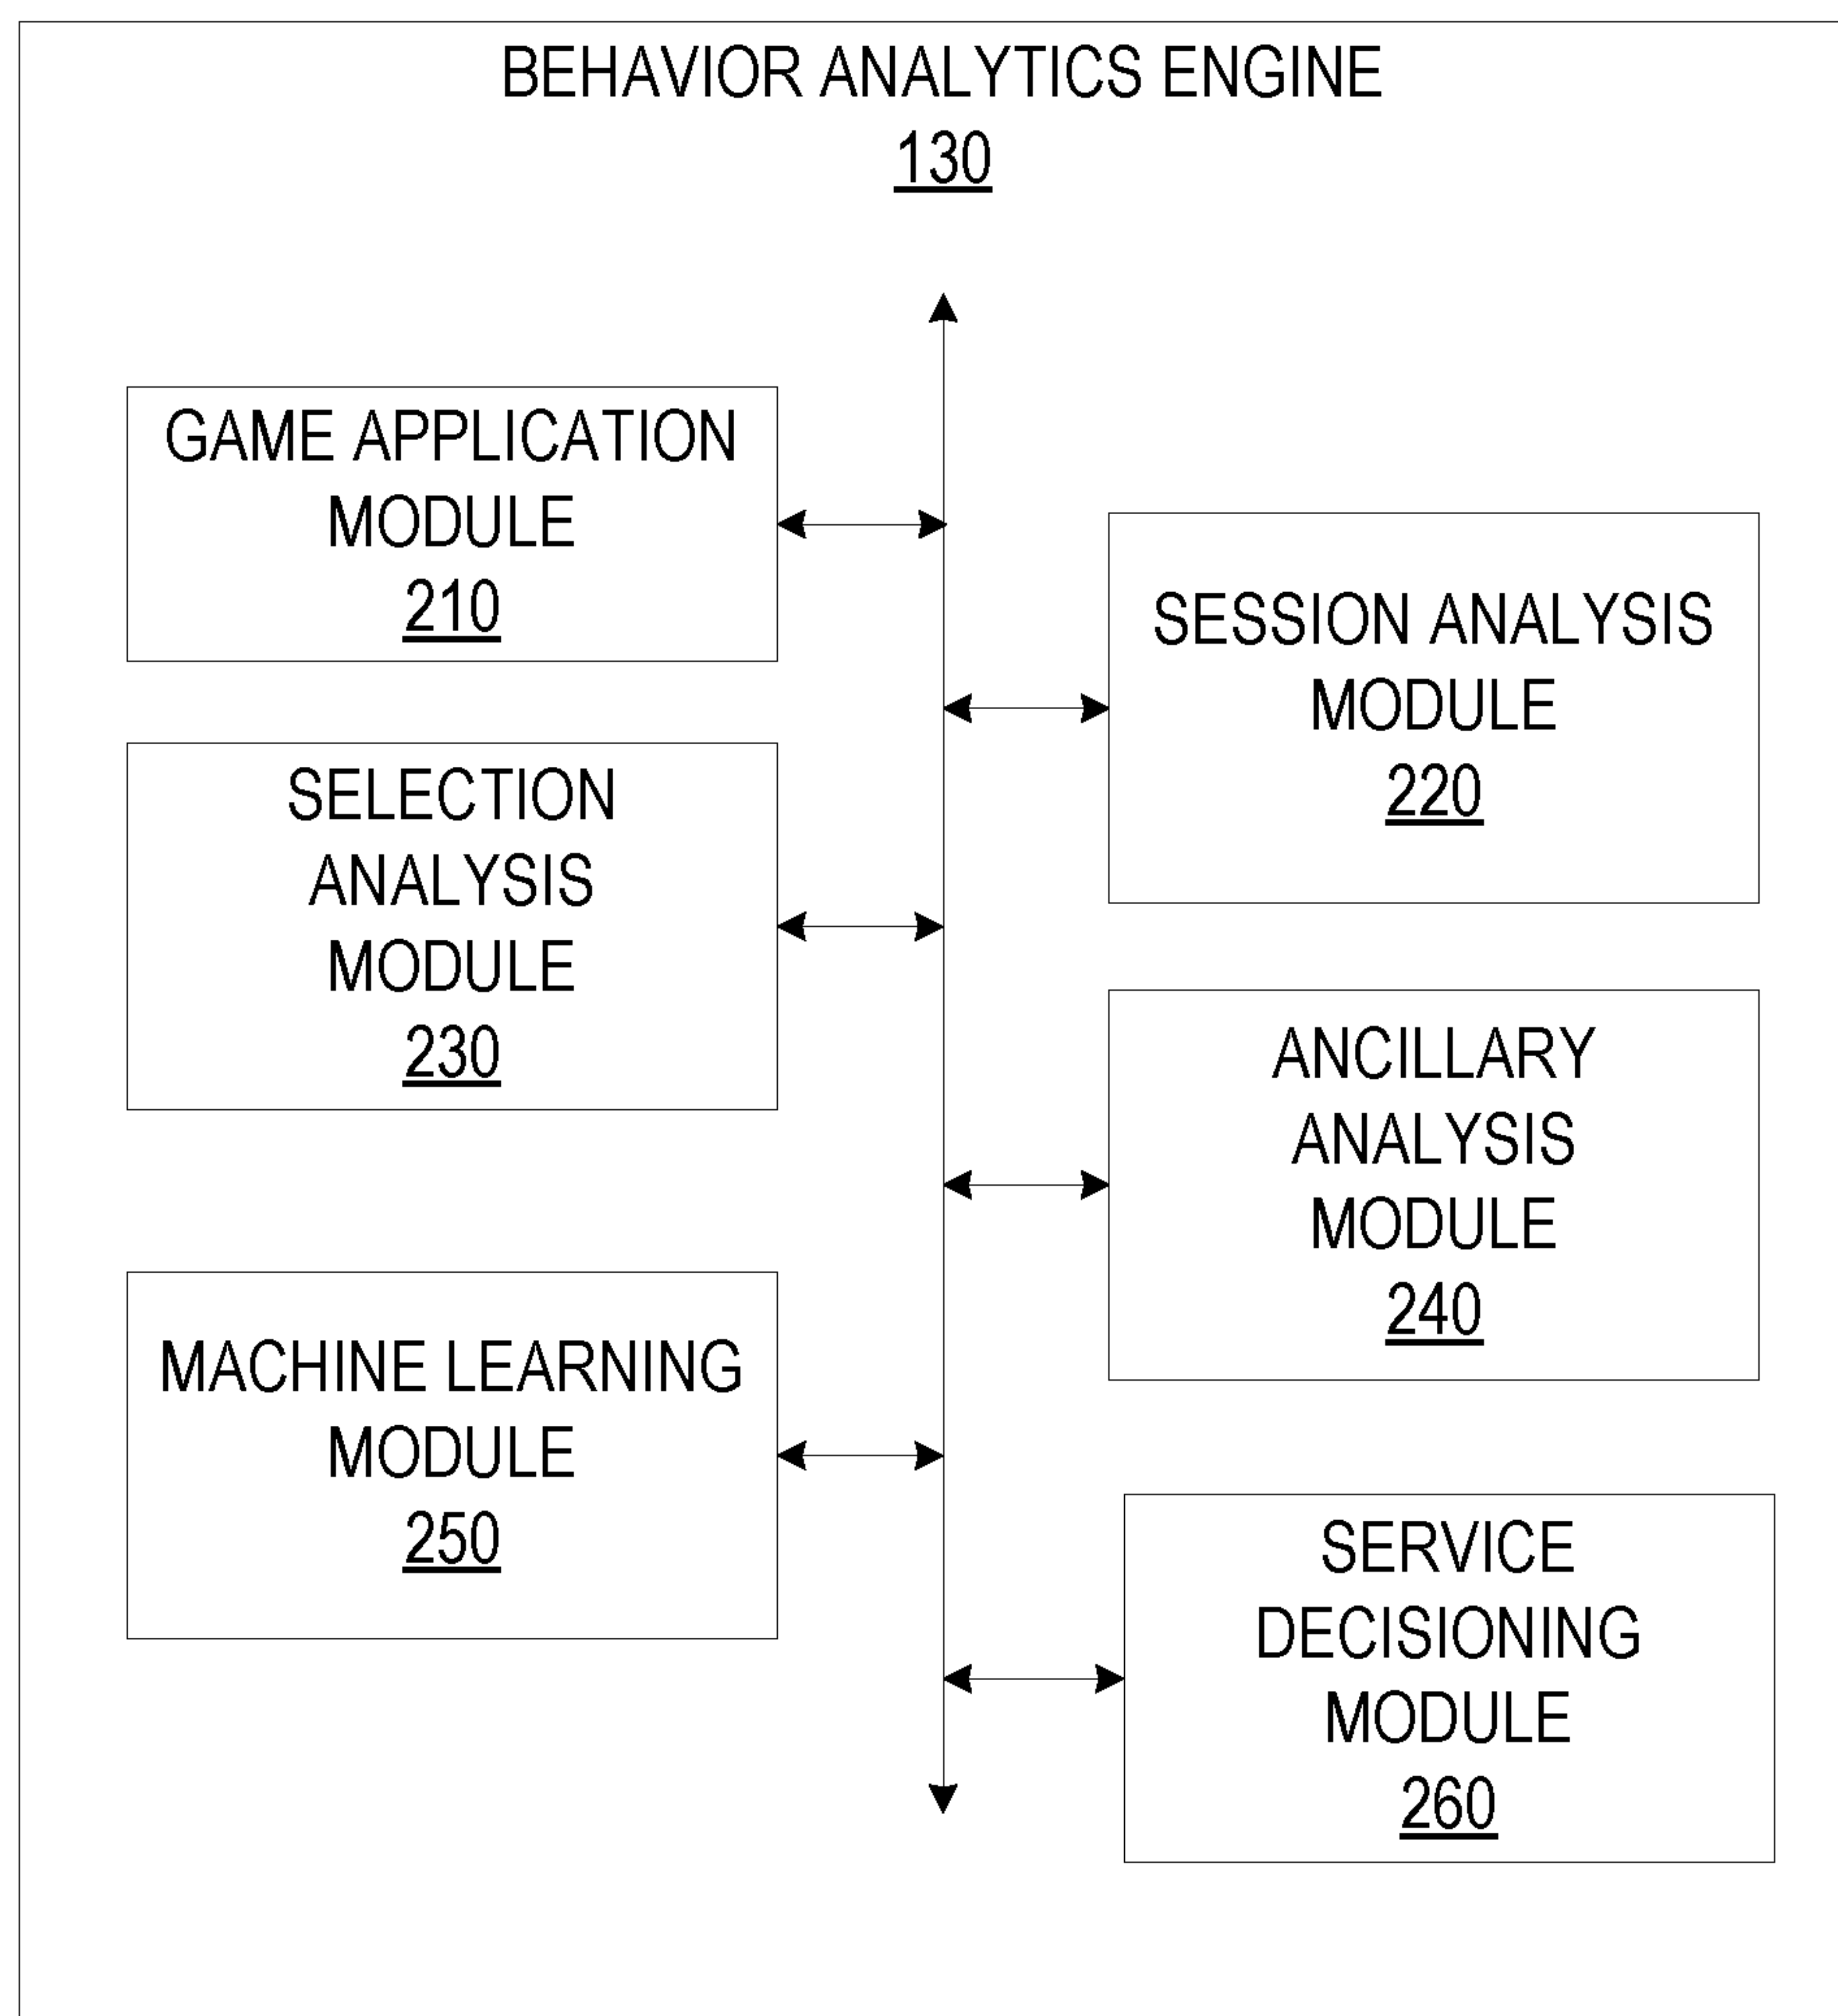 BEHAVIOR ANALYTICS ENGINE
130
GAME APPLICATION
MODULE
210
SESSION ANALYSIS
MODULE
220
SELECTION
ANALYSIS
MODULE
230
ANCILLARY
ANALYSIS
MODULE
240
MACHINE LEARNING
MODULE
250
SERVICE
DECISIONING
MODULE
260